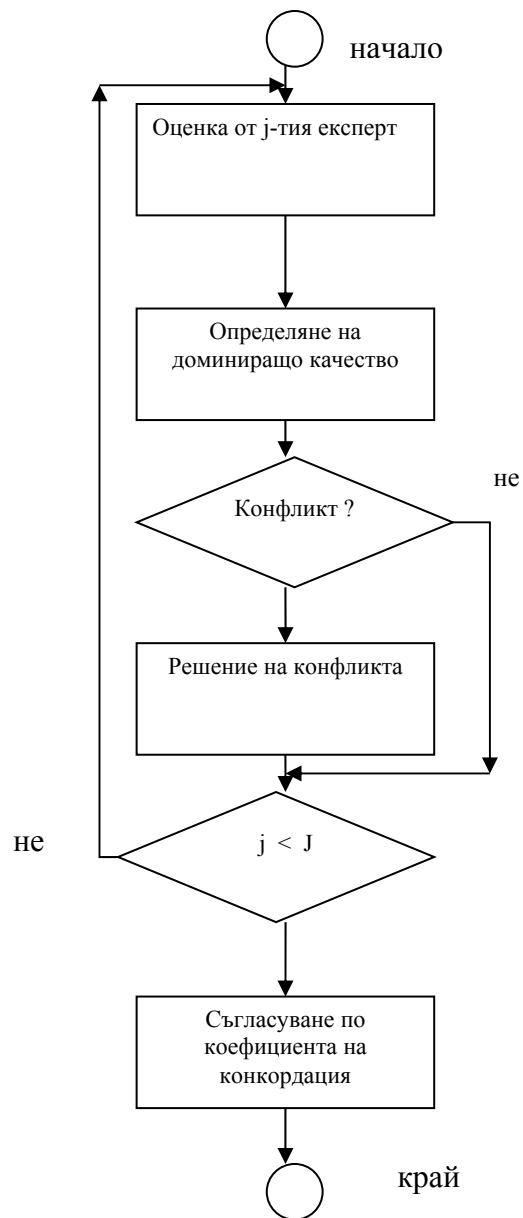 начало
Оценка от j-тия експерт
Определяне на
доминиращо качество
не
Конфликт ?
Решение на конфликта
не
j < J
Съгласуване по
коефициента на
конкордация
край